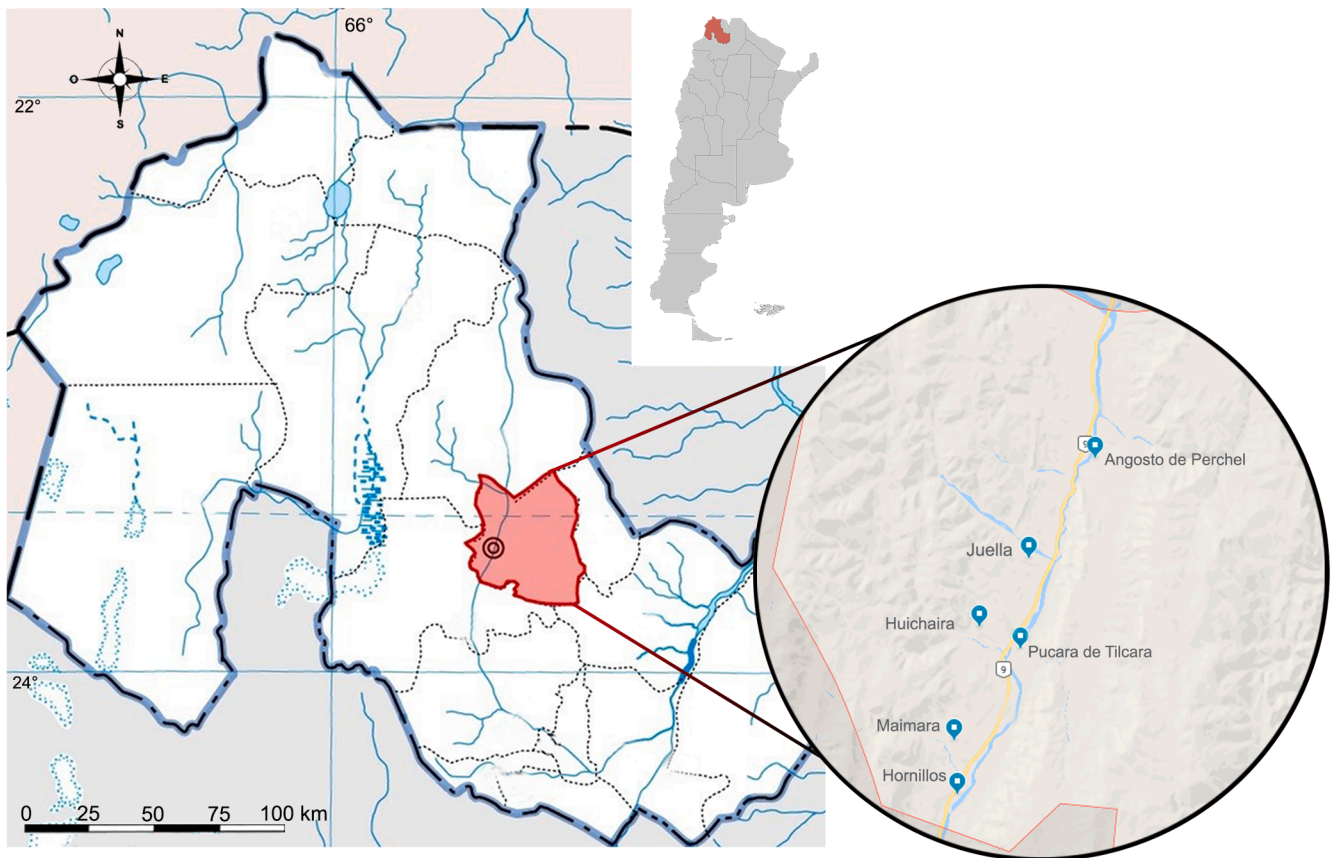 66°
N
O
E
S
22°
9
Angosto de Perchel
Juella
Huichaira
Pucara de Tilcara
9
24°
Maimara
Hornillos
0 25 50 75 100 km